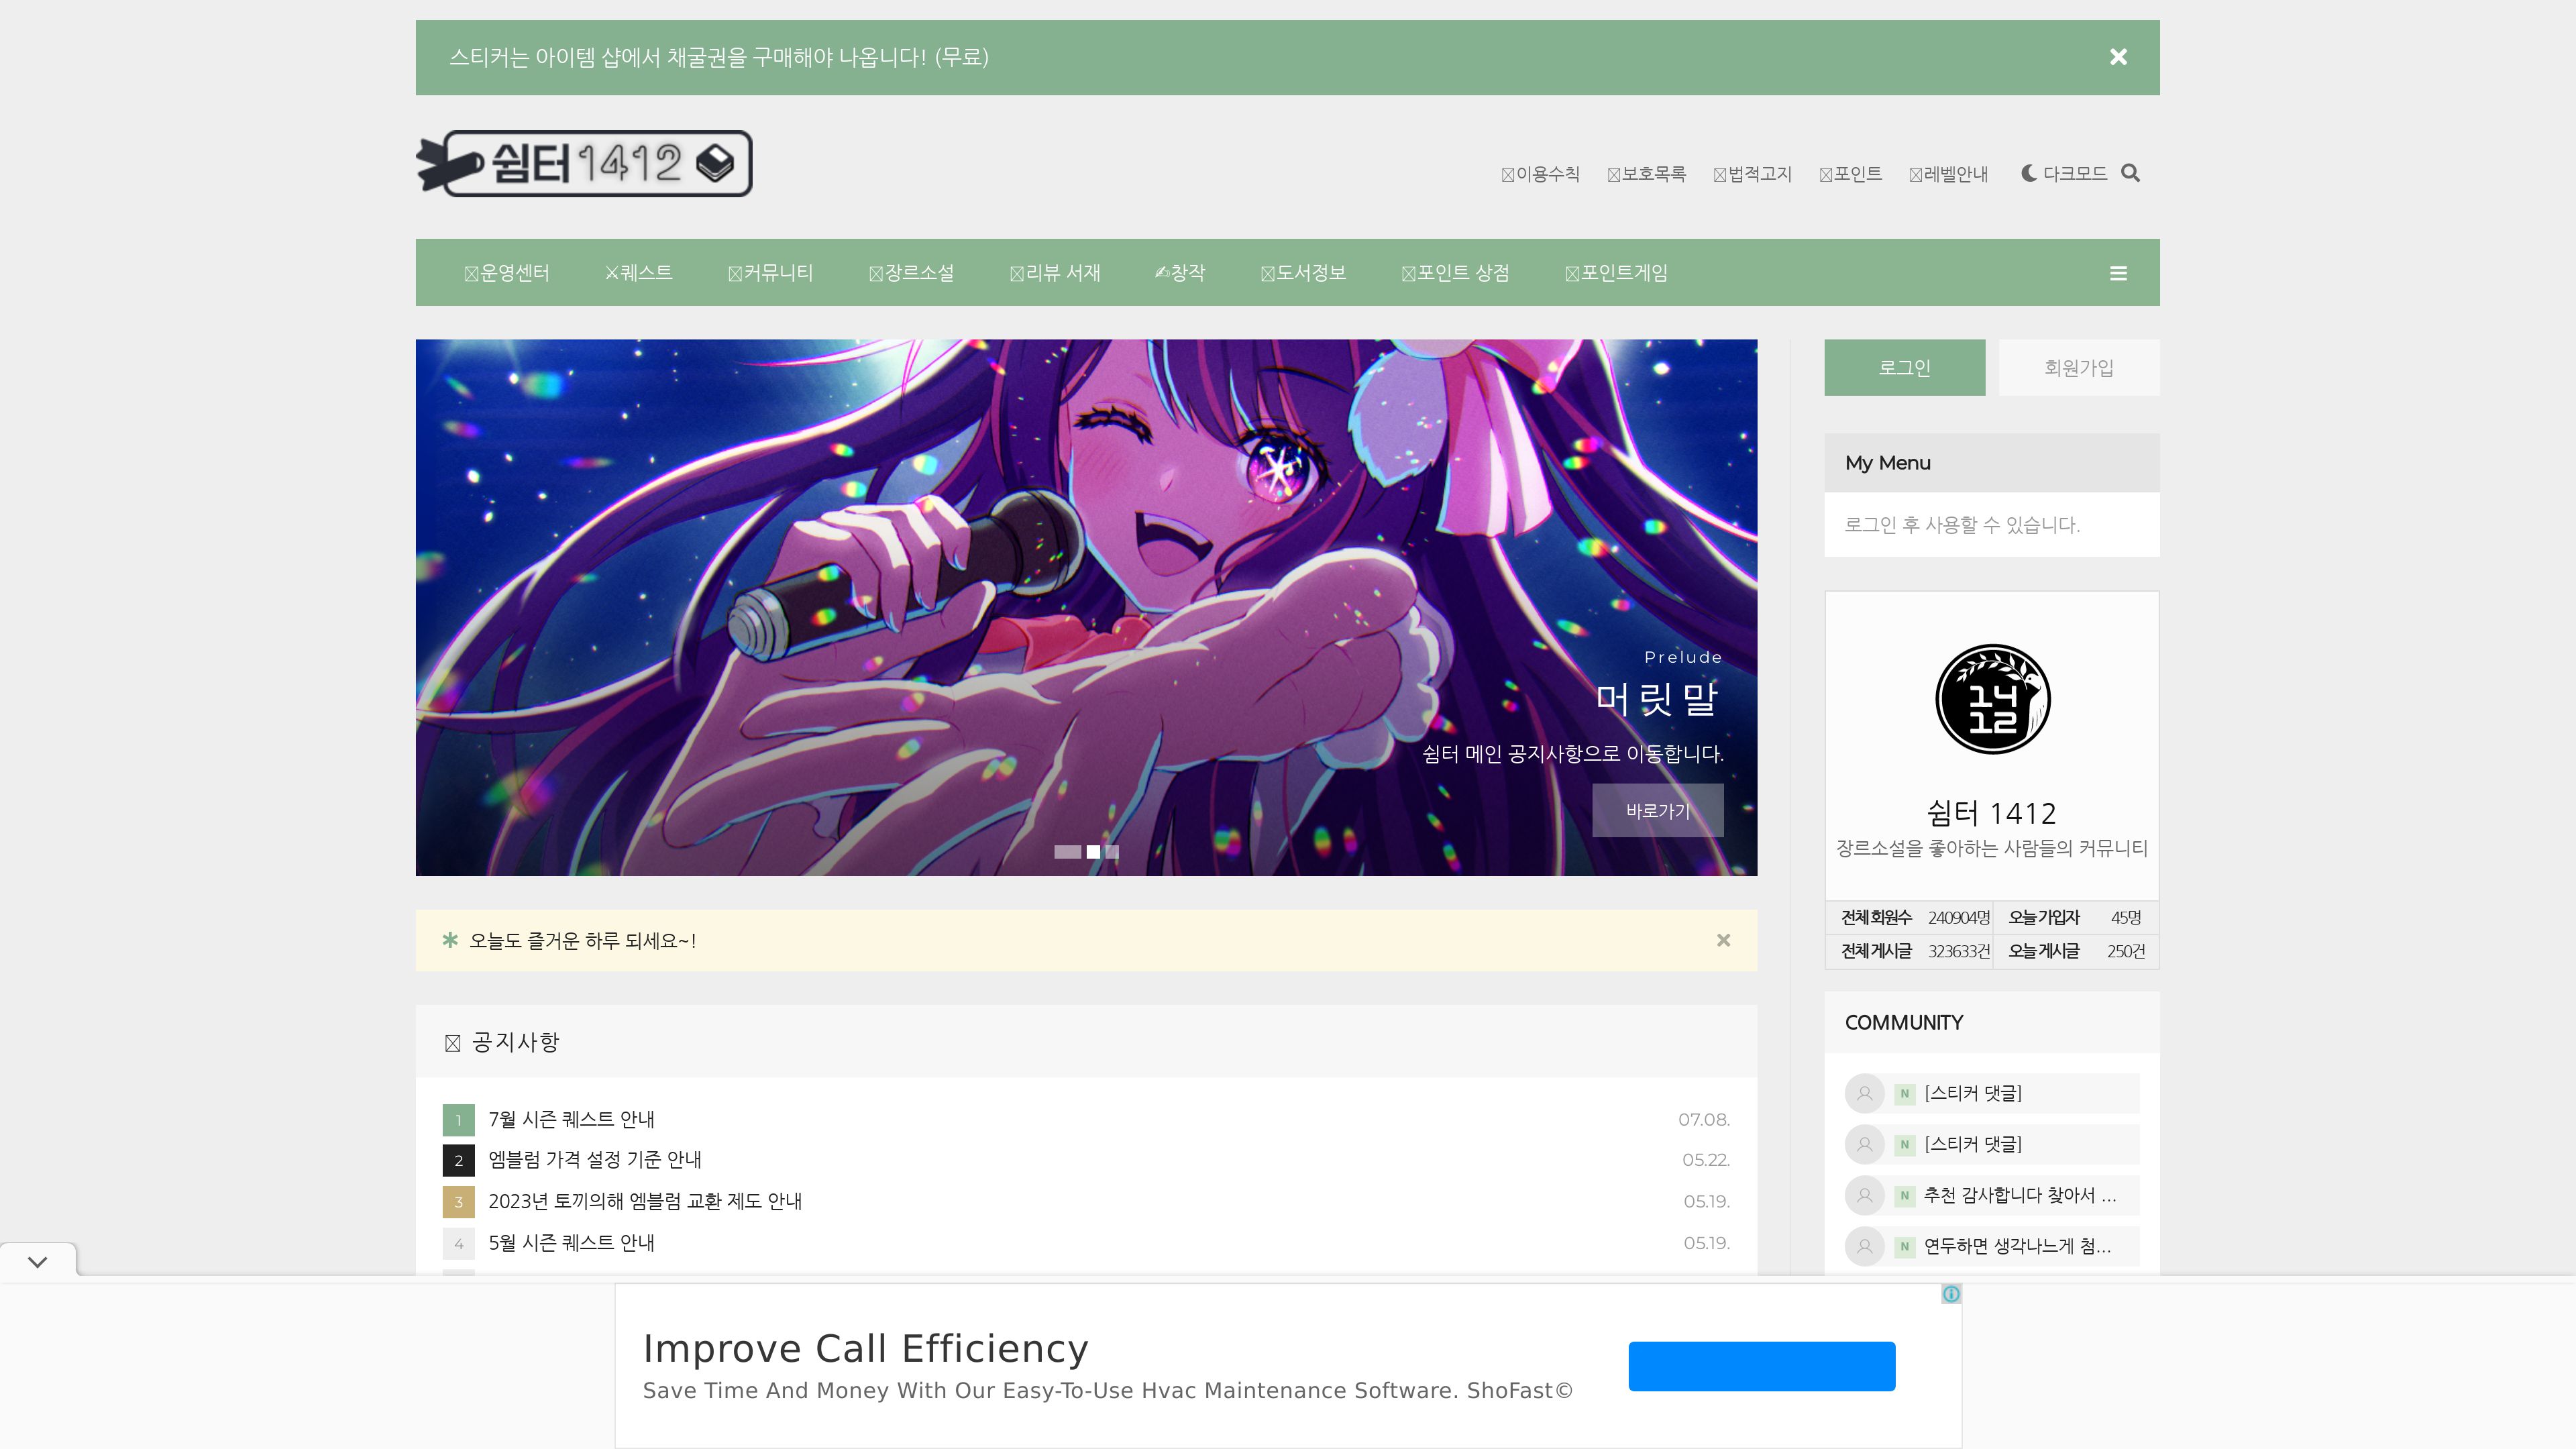 스티커는 아이템 샵에서 채굴권을 구매해야 나옵니다! (무료)
쉼터1412
이용수칙 보호목록 법적고지 포인트 레벨안내 다크모드
운영센터 ⚔퀘스트 커뮤니티 장르소설 리뷰 서재 ✍창작 도서정보 포인트 상점 포인트게임
Prelude
머릿말
쉼터 메인 공지사항으로 이동합니다.
바로가기
오늘도 즐거운 하루 되세요~!
공지사항
1 7월 시즌 퀘스트 안내 07.08.
2 엠블럼 가격 설정 기준 안내 05.22.
3 2023년 토끼의해 엠블럼 교환 제도 안내 05.19.
4 5월 시즌 퀘스트 안내 05.19.
로그인 회원가입
My Menu
로그인 후 사용할 수 있습니다.
14
12
쉼터 1412
장르소설을 좋아하는 사람들의 커뮤니티
전체 회원수 240904명 오늘 가입자 45명
전체 게시글 323633건 오늘 게시글 250건
COMMUNITY
N [스티커 댓글]
N [스티커 댓글]
N 추천 감사합니다 찾아서 ...
N 연두하면 생각나느게 첨...
Improve Call Efficiency
Save Time And Money With Our Easy-To-Use Hvac Maintenance Software. ShoFast©